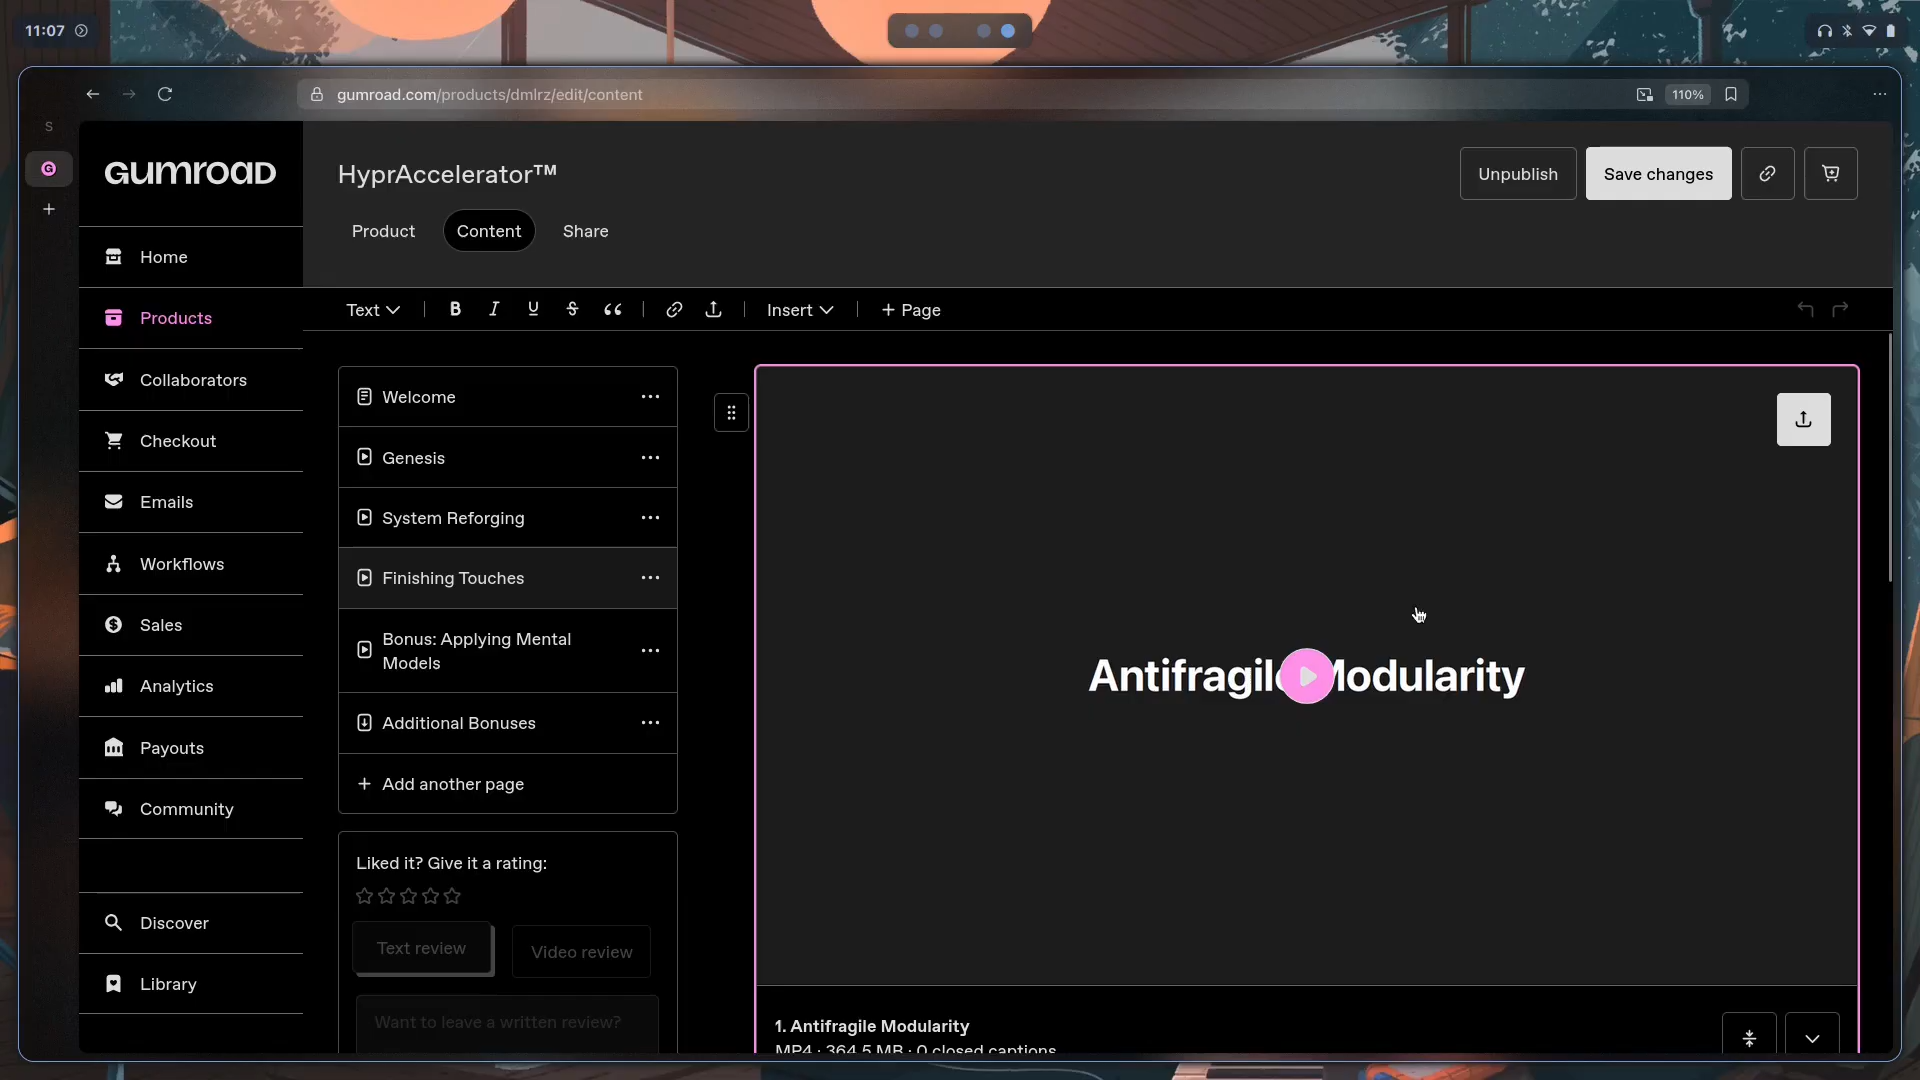 11:07
gumroad.com/products/dmlrz/edit/content
110%
S
G
GUMROAD
HyprAccelerator™
Unpublish
Save changes
Product
Content
Share
Home
Products
Collaborators
Checkout
Emails
Workflows
Sales
Analytics
Payouts
Community
Discover
Library
Text
B
I
U
S
Insert
+ Page
Welcome
Genesis
System Reforging
Finishing Touches
Bonus: Applying Mental
Models
Additional Bonuses
+ Add another page
Liked it? Give it a rating:
Text review
Video review
Want to leave a written review?
Antifragile Modularity
1. Antifragile Modularity
MP4 · 364.5 MB · 0 closed captions